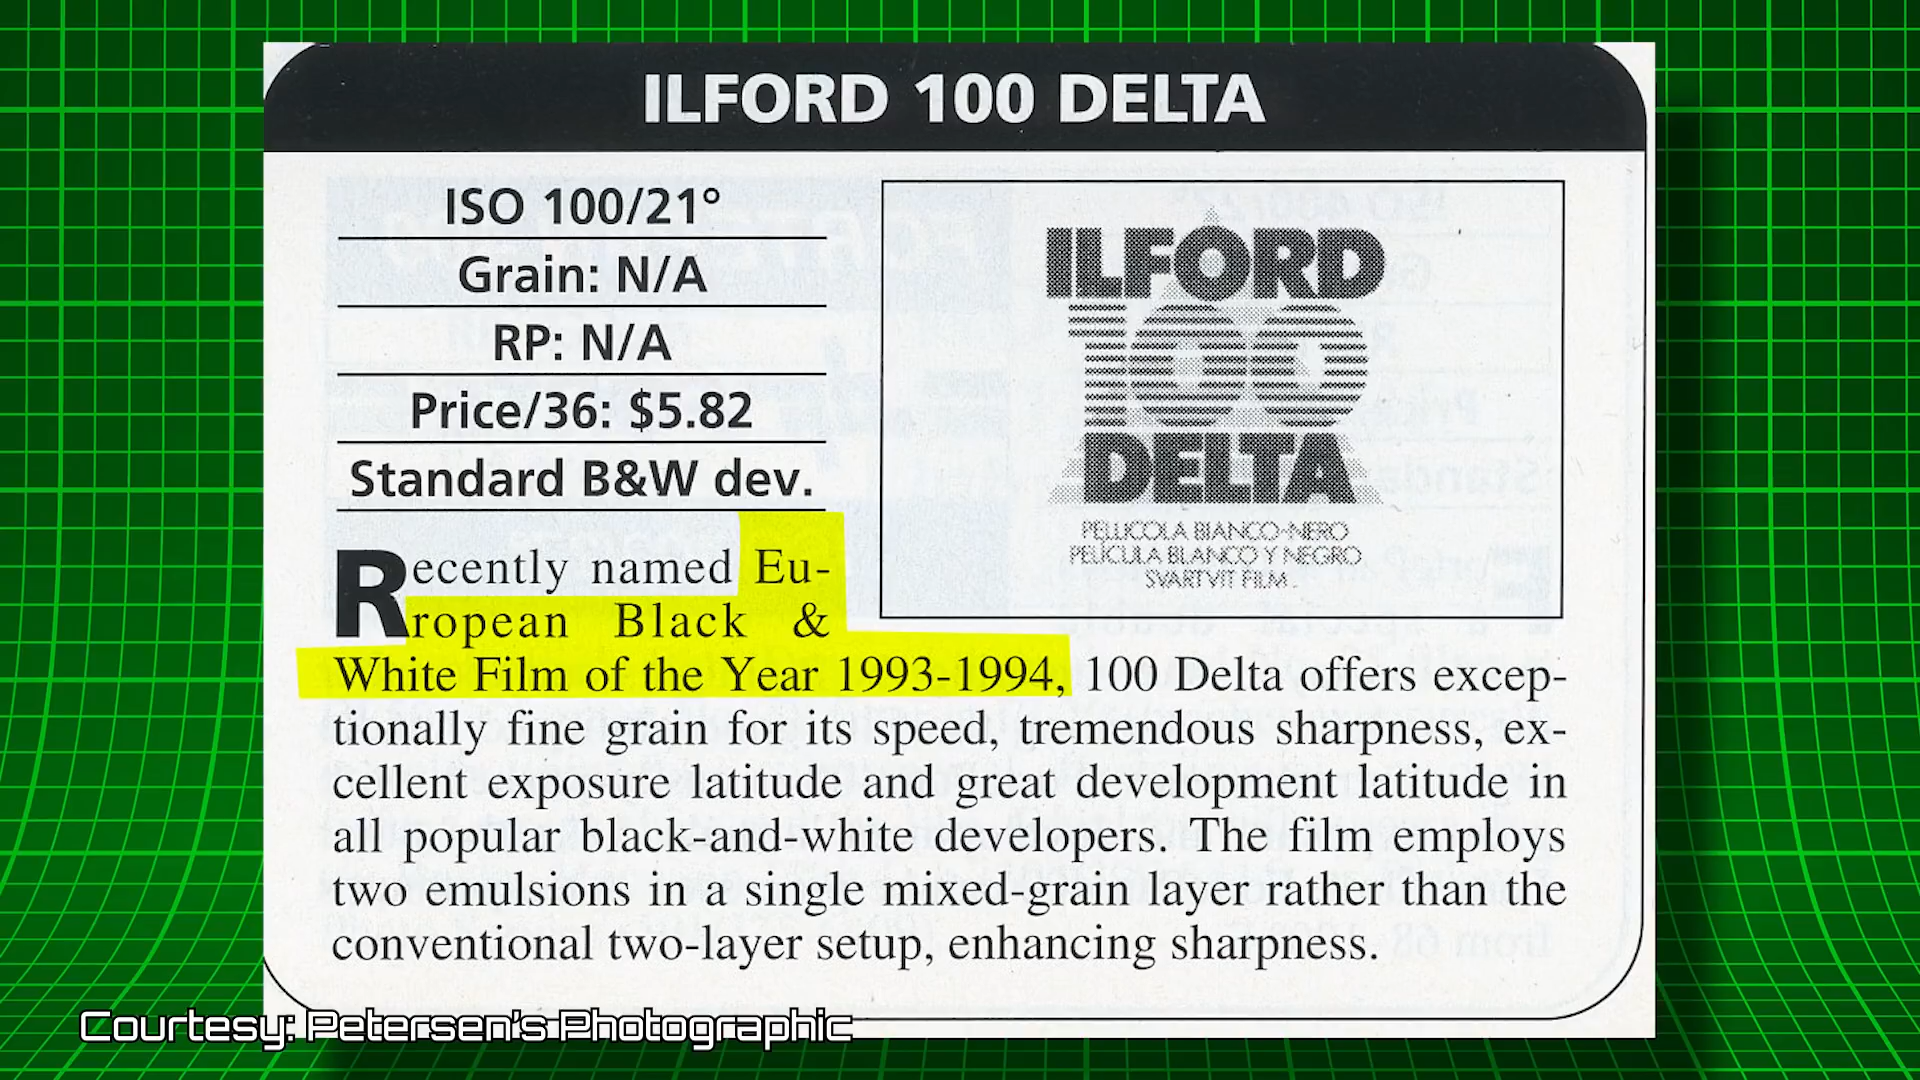 ILFORD 100 DELTA
ISO 100/21°
Grain: N/A
RP: N/A
Price/36: $5.82
Standard B&W dev.
ILFORD
100
DELTA
PELLICOLA BIANCO-NERO
PELÍCULA BLANCO Y NEGRO
SVARTVIT FILM
Recently named Eu-
ropean Black &
White Film of the Year 1993-1994, 100 Delta offers excep-
tionally fine grain for its speed, tremendous sharpness, ex-
cellent exposure latitude and great development latitude in
all popular black-and-white developers. The film employs
two emulsions in a single mixed-grain layer rather than the
conventional two-layer setup, enhancing sharpness.
Courtesy: Petersen's Photographic